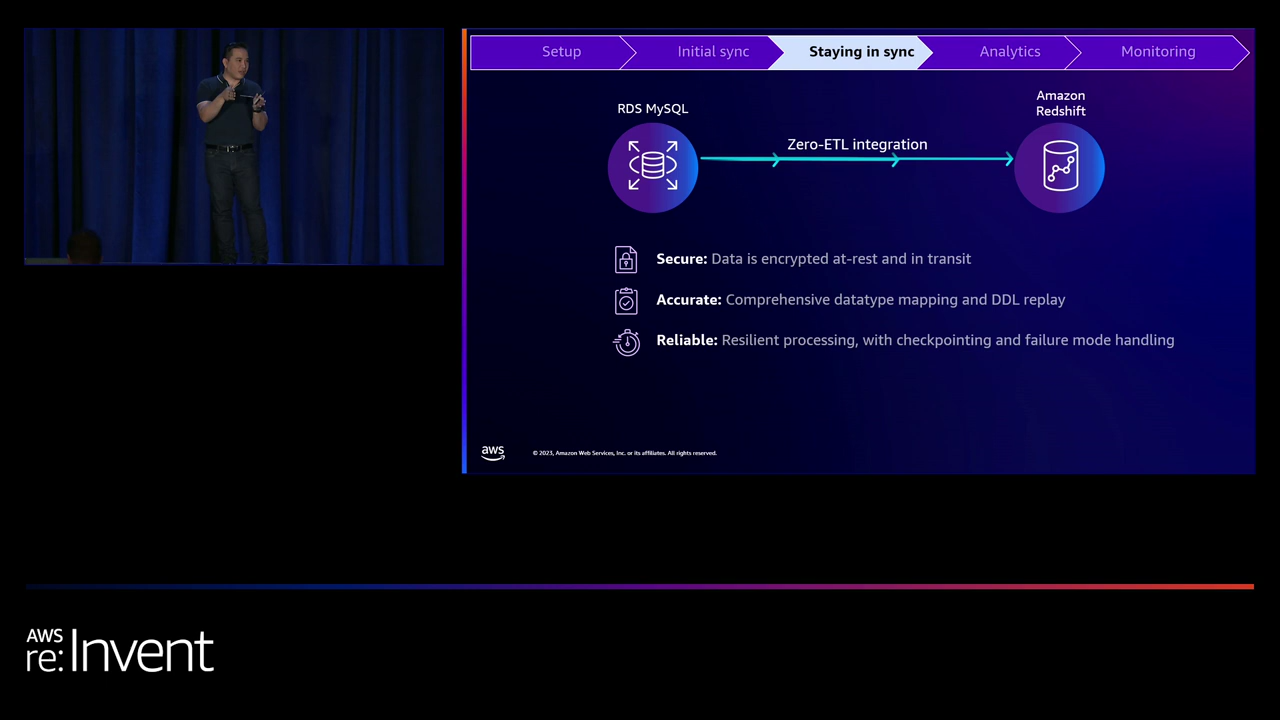 Setup
Initial sync
Staying in sync
Analytics
Monitoring
RDS MySQL
Zero-ETL integration
Amazon
Redshift
Secure: Data is encrypted at-rest and in transit
Accurate: Comprehensive datatype mapping and DDL replay
Reliable: Resilient processing, with checkpointing and failure mode handling
aws
© 2023, Amazon Web Services, Inc. or its affiliates. All rights reserved.
AWS
re:Invent